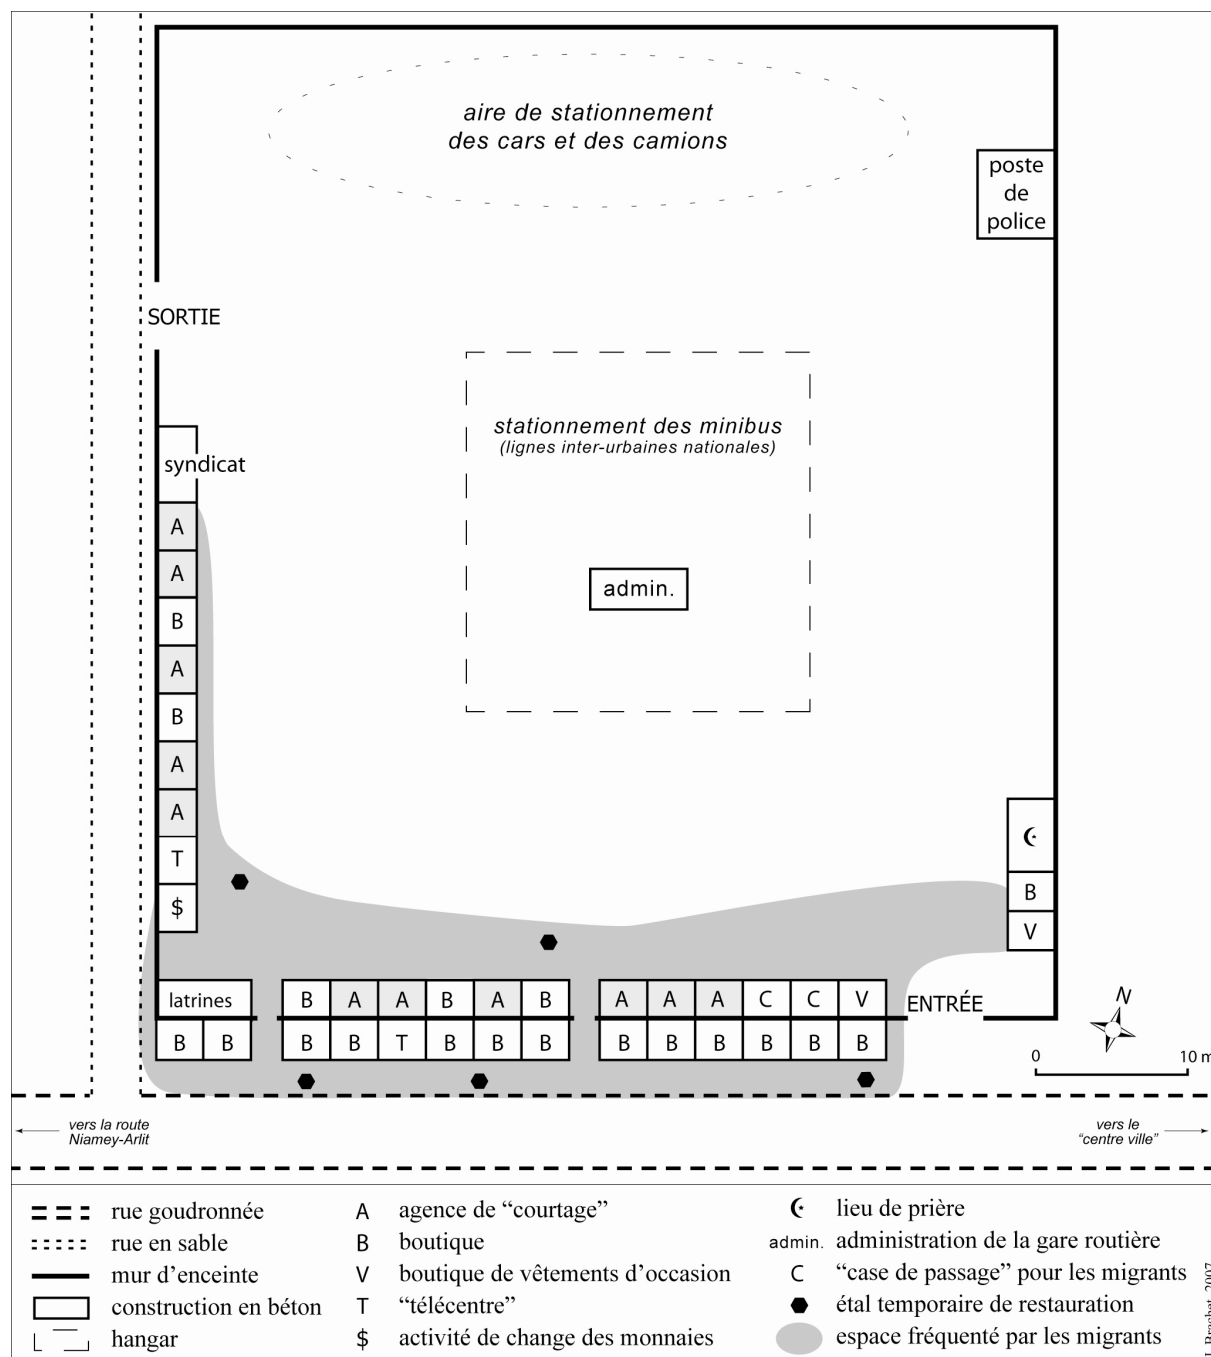 aire de stationnement
des cars et des camions
poste
de
police
SORTIE
stationnement des minibus
(lignes inter-urbaines nationales)
syndicat
A
A
B
admin.
A
B
A
A
T
$
B
V
latrines
B A A B A B
A A A C C V
ENTRÉE
B B
B B T B B B
B B B B B B
N
0 10 m
vers la route
Niamey-Arlit
vers le
“centre ville”
rue goudronnée
rue en sable
mur d’enceinte
construction en béton
hangar
A agence de “courtage”
B boutique
V boutique de vêtements d’occasion
T “télécentre”
$ activité de change des monnaies
lieu de prière
admin. administration de la gare routière
C “case de passage” pour les migrants
étal temporaire de restauration
espace fréquenté par les migrants
J. Brachet, 2007